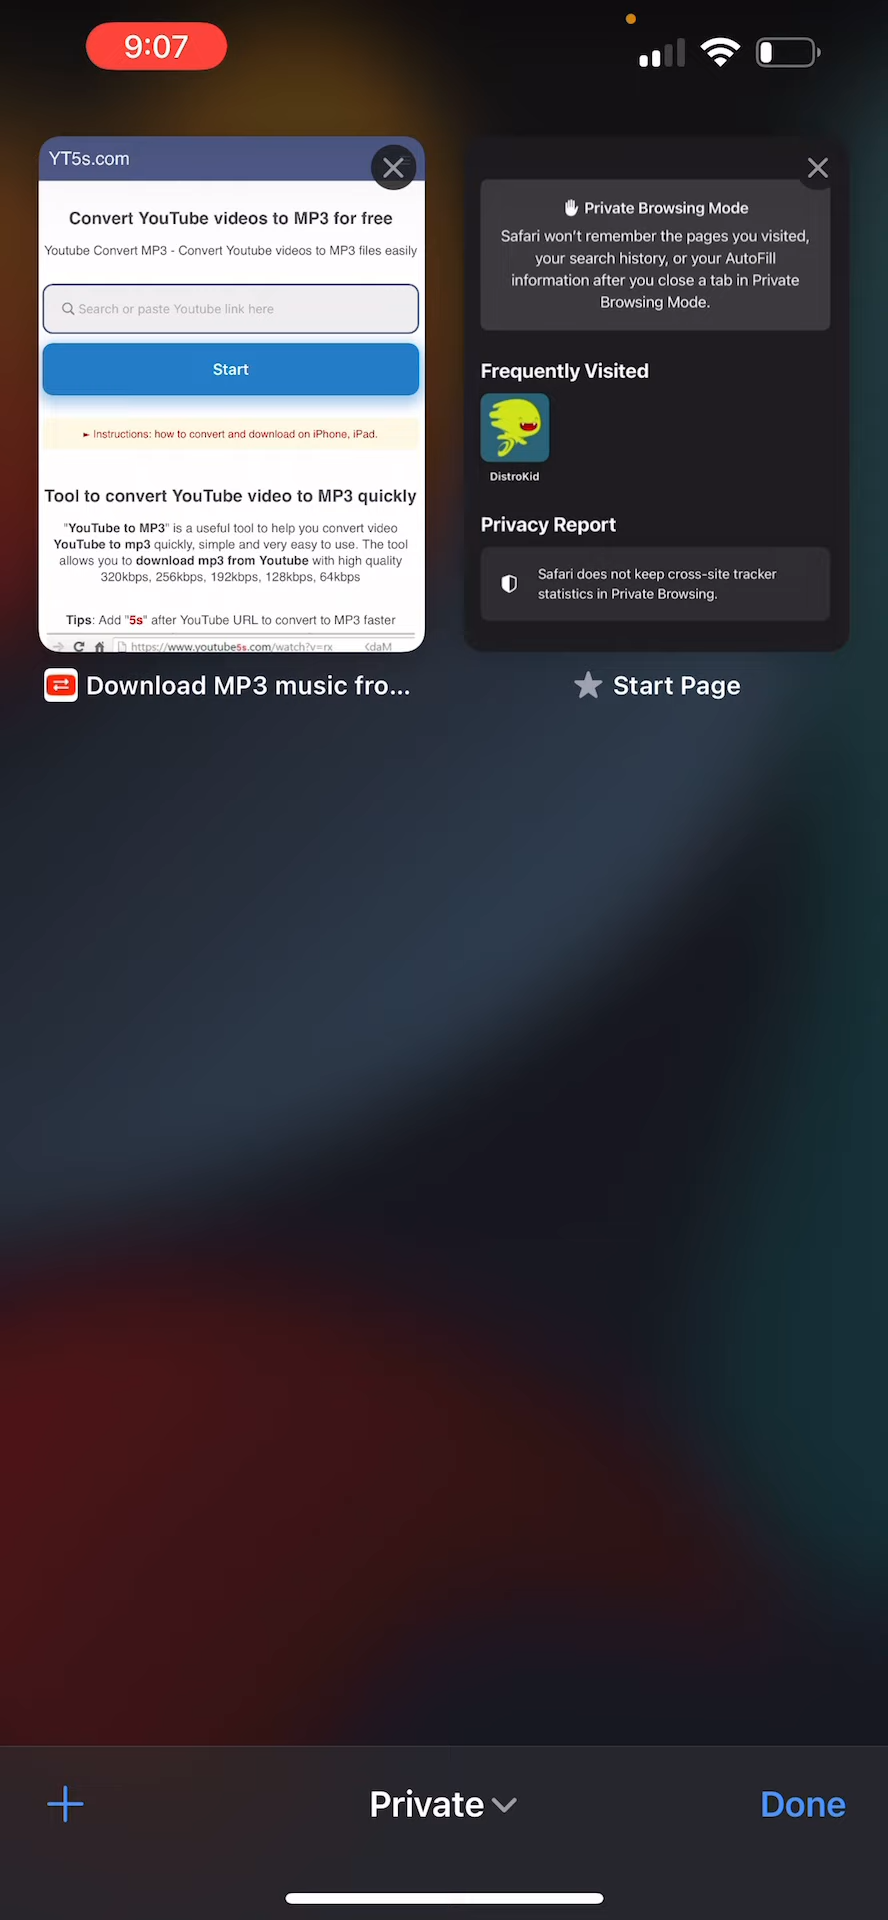 9:07
YT5s.com
Convert YouTube videos to MP3 for free
Youtube Convert MP3 - Convert Youtube videos to MP3 files easily
Search or paste Youtube link here
Start
► Instructions: how to convert and download on iPhone, iPad.
Tool to convert YouTube video to MP3 quickly
"YouTube to MP3" is a useful tool to help you convert video
YouTube to mp3 quickly, simple and very easy to use. The tool
allows you to download mp3 from Youtube with high quality
320kbps, 256kbps, 192kbps, 128kbps, 64kbps
Tips: Add "5s" after YouTube URL to convert to MP3 faster
https://www.youtube5s.com/watch?v=rx
Download MP3 music fro...
Private Browsing Mode
Safari won't remember the pages you visited,
your search history, or your AutoFill
information after you close a tab in Private
Browsing Mode.
Frequently Visited
DistroKid
Privacy Report
Safari does not keep cross-site tracker
statistics in Private Browsing.
Start Page
Private
Done